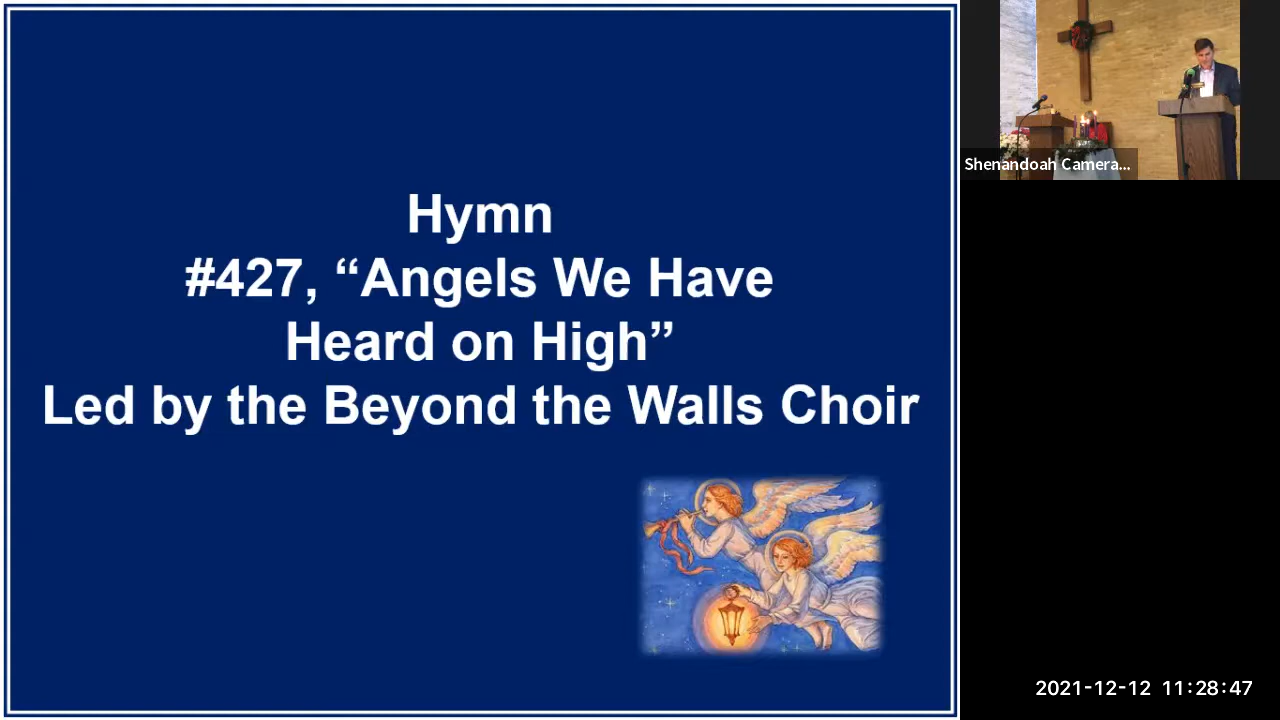 Hymn
#427, “Angels We Have
Heard on High”
Led by the Beyond the Walls Choir
Shenandoah Camera...
2021-12-12 11:28:47